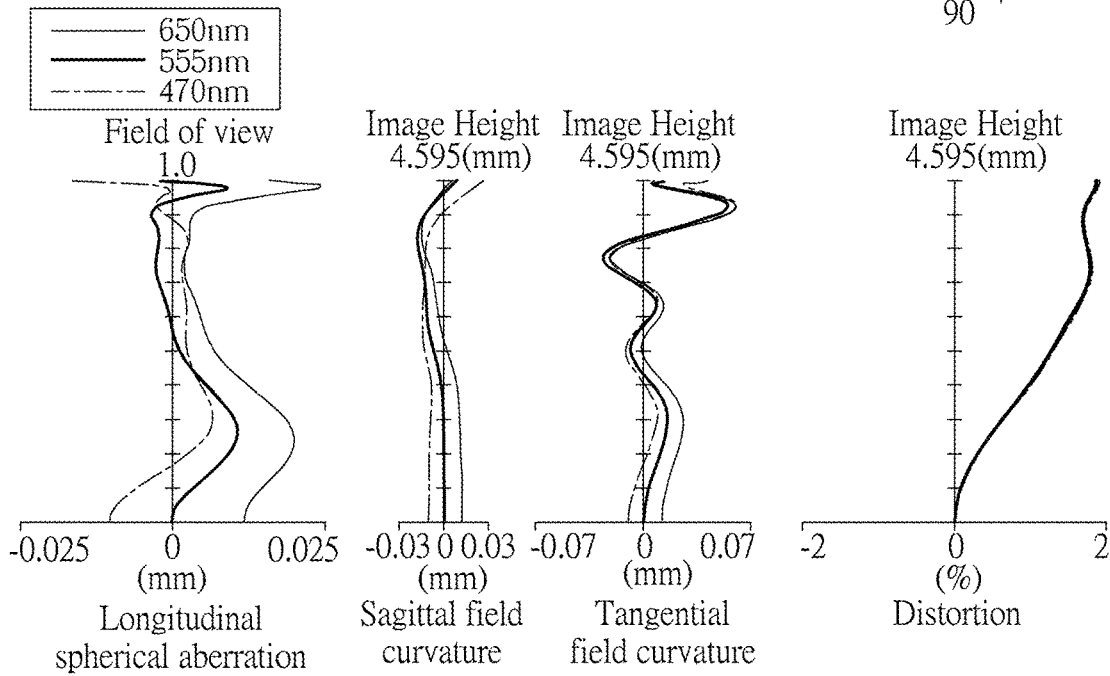 90
650nm
555nm
470nm
Field of view
1.0
Image Height
4.595(mm)
Image Height
4.595(mm)
Image Height
4.595(mm)
-0.025 0 0.025
(mm)
Longitudinal
spherical aberration
-0.03 0 0.03
(mm)
Sagittal field
curvature
-0.07 0 0.07
(mm)
Tangential
field curvature
-2 0 2
(%)
Distortion